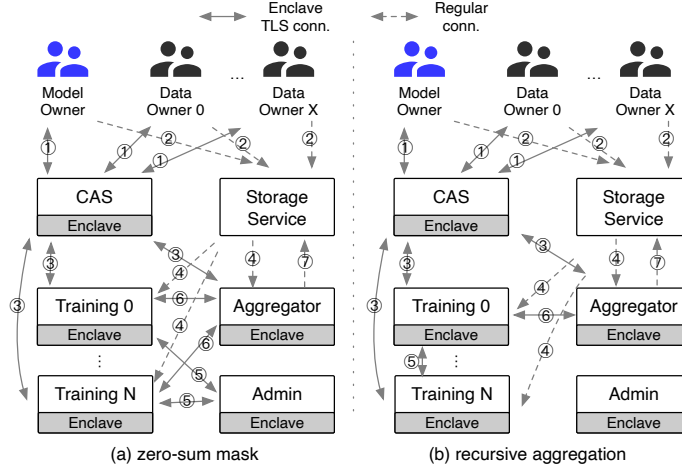 Enclave
TLS conn.
Regular
conn.
Model
Owner
Data
Owner 0
...
Data
Owner X
①
①
①
②
②
②
CAS
Enclave
Storage
Service
③
③
③
④
④
④
⑦
Training 0
Enclave
⑥
Aggregator
Enclave
⑥
...
⑤
⑤
Training N
Enclave
Admin
Enclave
(a) zero-sum mask
Model
Owner
Data
Owner 0
...
Data
Owner X
①
①
①
②
②
②
CAS
Enclave
Storage
Service
③
③
③
④
④
④
⑦
Training 0
Enclave
⑥
Aggregator
Enclave
⑤
...
Training N
Enclave
Admin
Enclave
(b) recursive aggregation